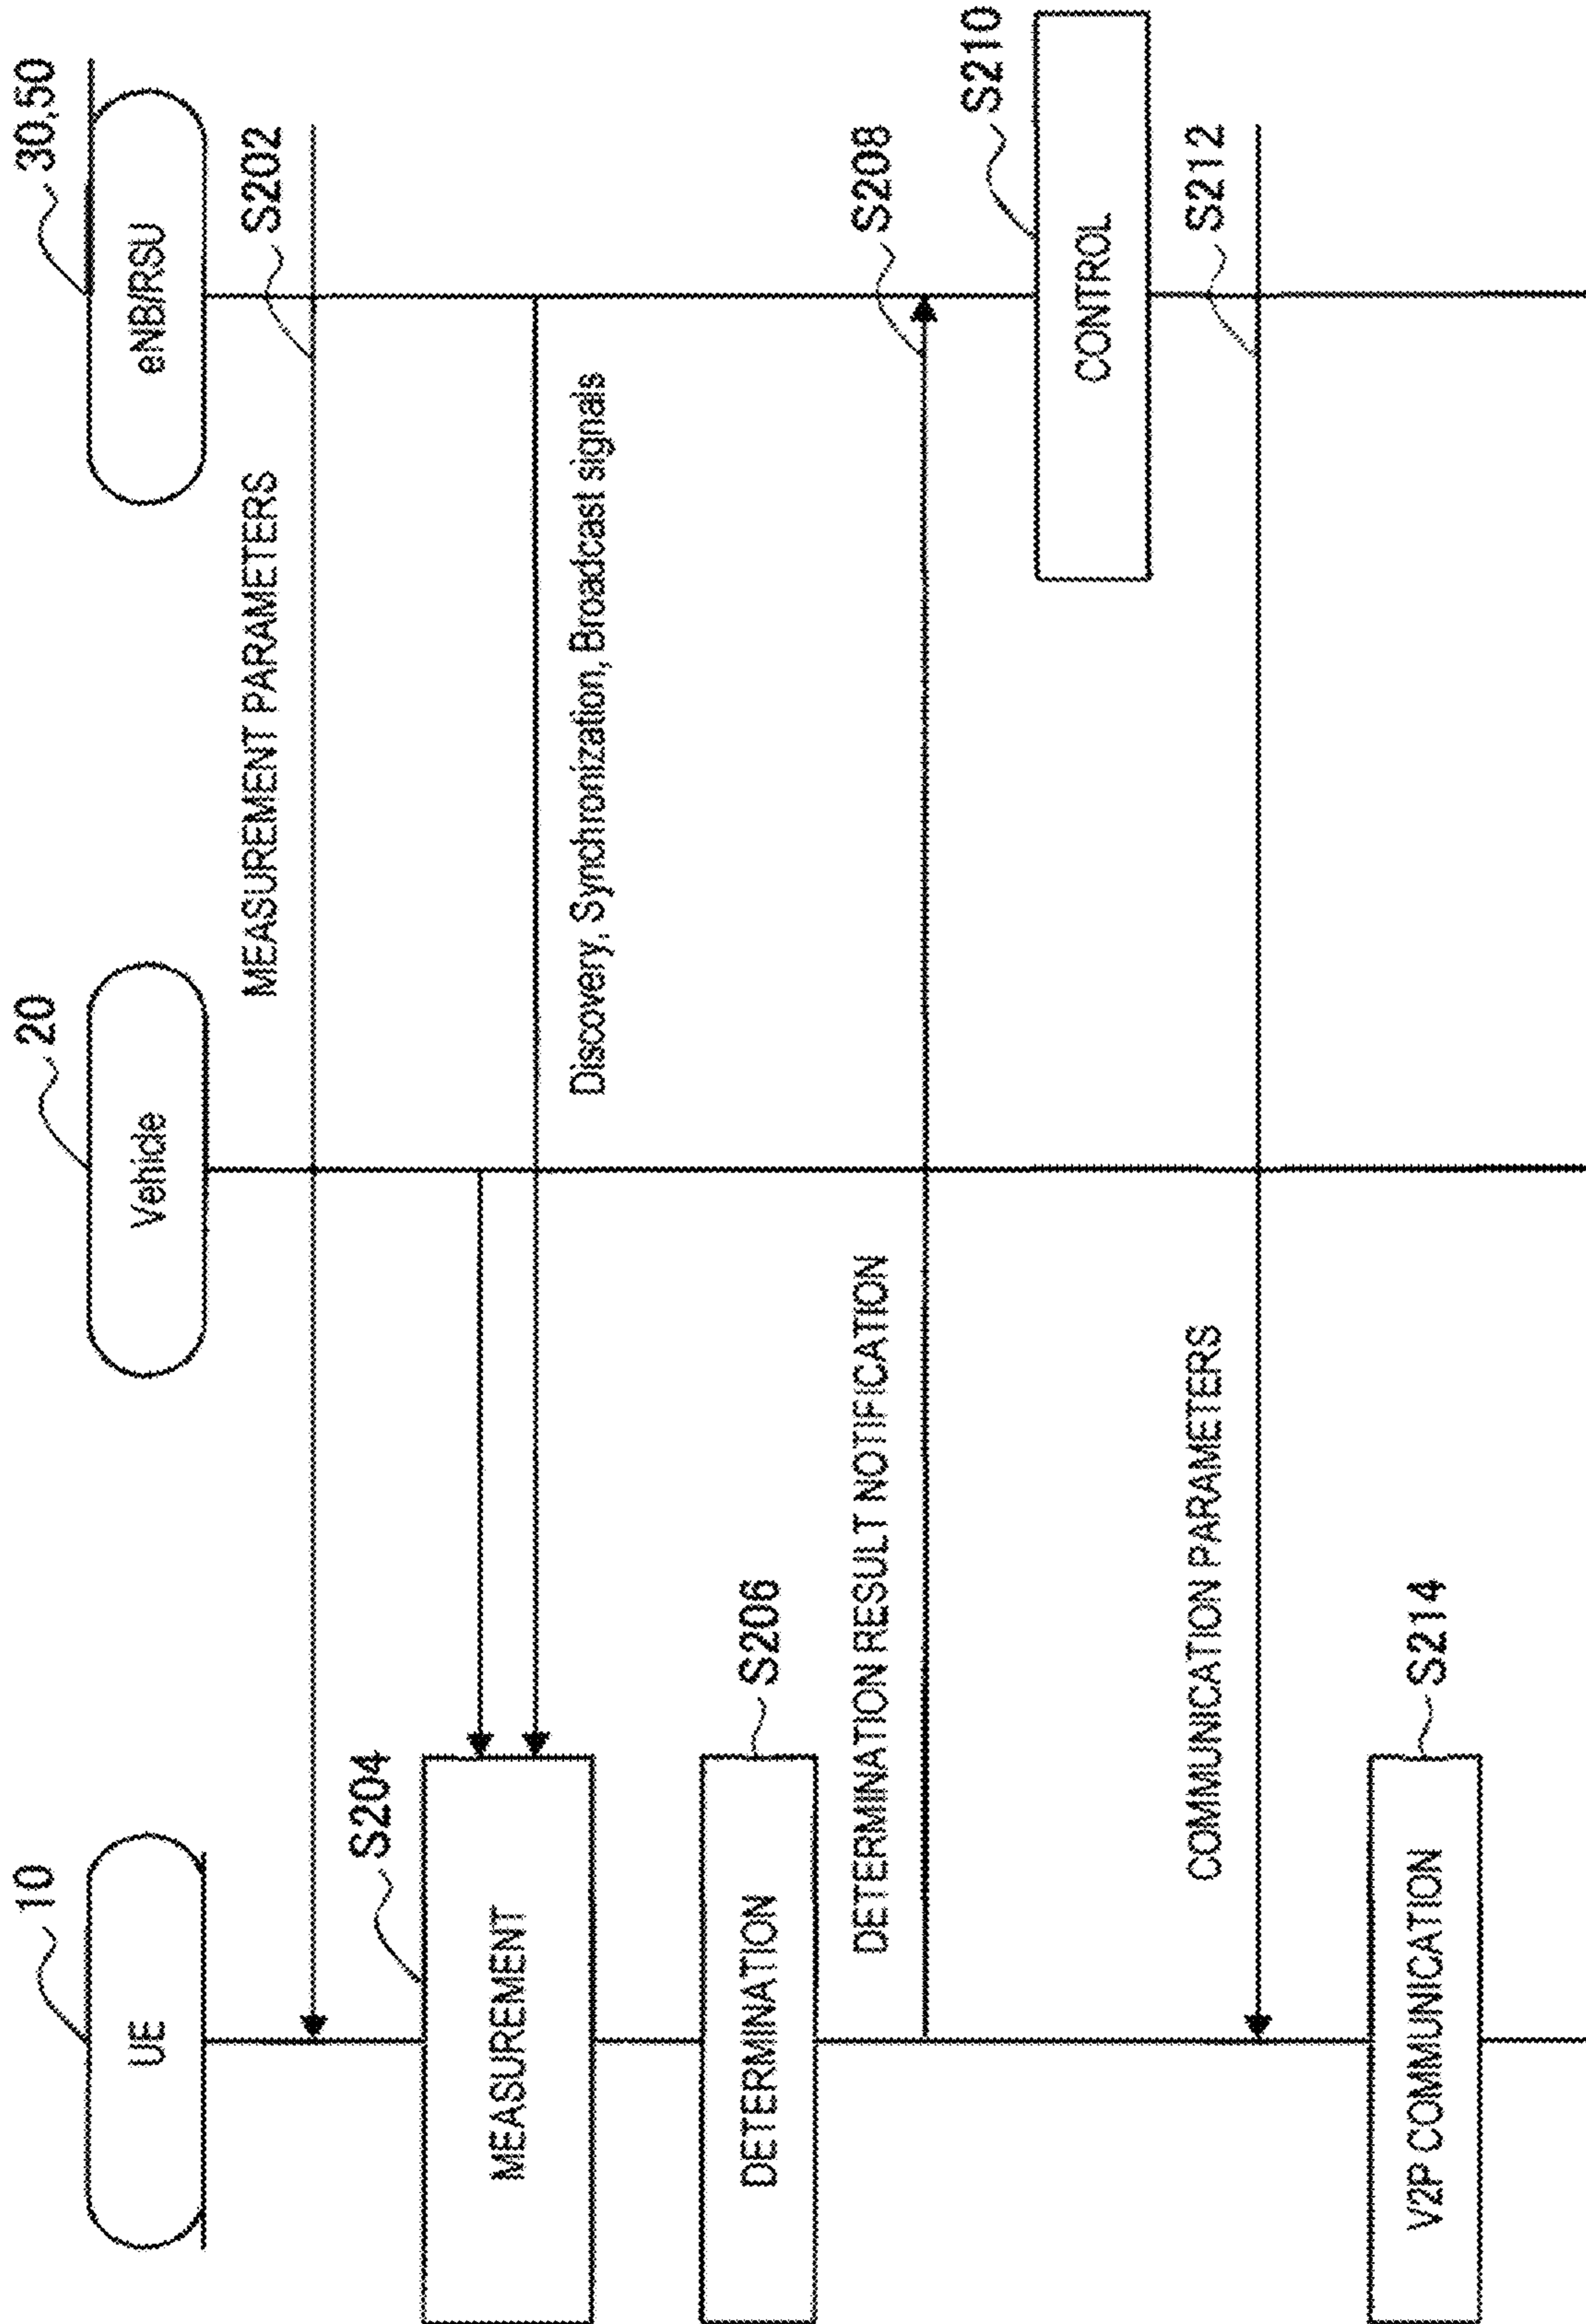 10
20
30,50
UE
Vehicle
eNB/RSU
S202
MEASUREMENT PARAMETERS
S204
MEASUREMENT
Discovery, Synchronization, Broadcast signals
S206
DETERMINATION
S208
DETERMINATION RESULT NOTIFICATION
S210
CONTROL
S212
COMMUNICATION PARAMETERS
S214
V2P COMMUNICATION